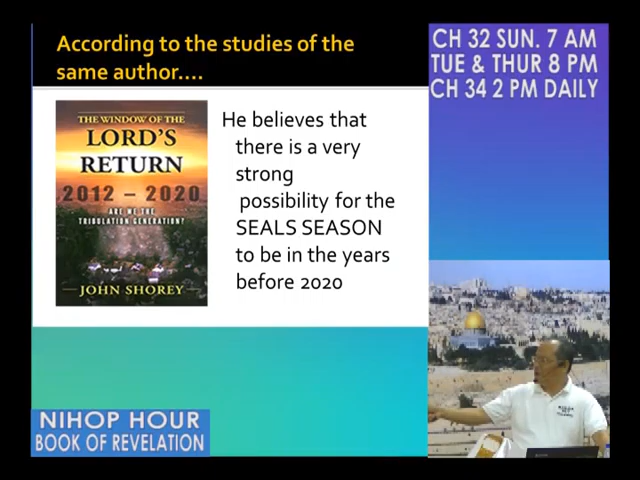 According to the studies of the
same author....
CH 32 SUN. 7 AM
TUE & THUR 8 PM
CH 34 2 PM DAILY
THE WINDOW OF THE
LORD'S
RETURN
2012 – 2020
ARE WE THE
TRIBULATION GENERATION?
JOHN SHOREY
He believes that
there is a very
strong
possibility for the
SEALS SEASON
to be in the years
before 2020
NIHOP HOUR
BOOK OF REVELATION